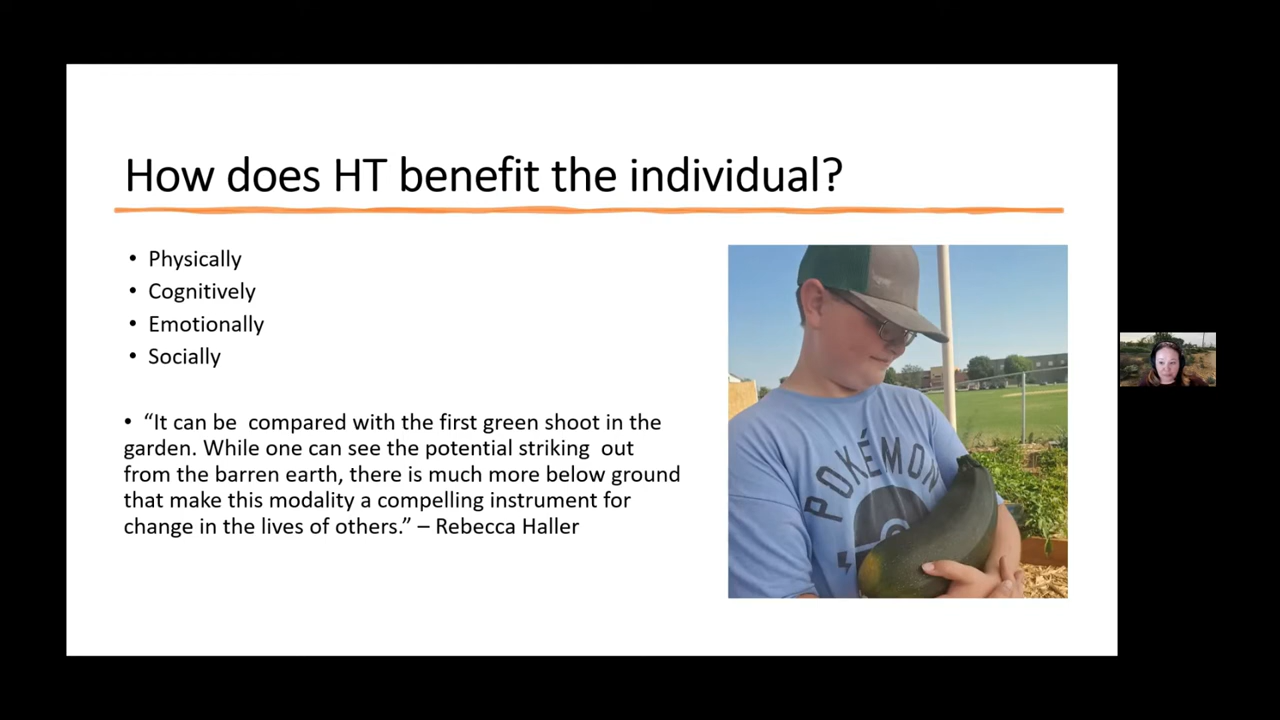 How does HT benefit the individual?
• Physically
• Cognitively
• Emotionally
• Socially
• “It can be  compared with the first green shoot in the
garden. While one can see the potential striking  out
from the barren earth, there is much more below ground
that make this modality a compelling instrument for
change in the lives of others.” – Rebecca Haller
POKÉMON